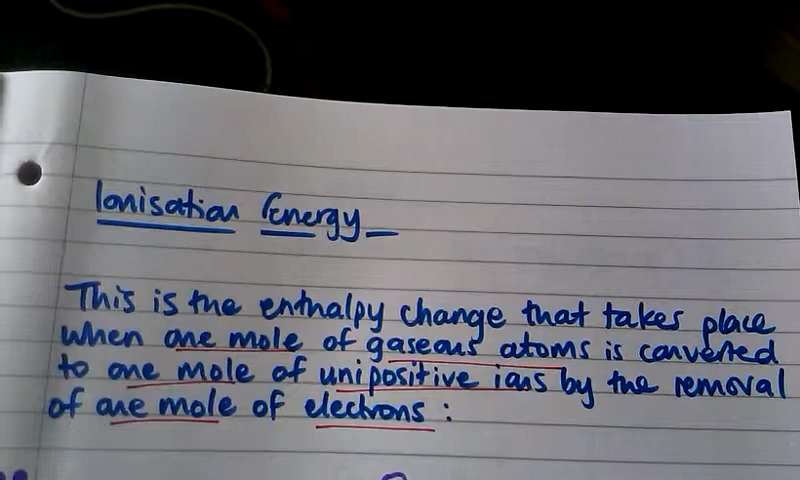 Ionisation Energy
This is the enthalpy change that takes place
when one mole of gaseous atoms is converted
to one mole of unipositive ions by the removal
of one mole of electrons :